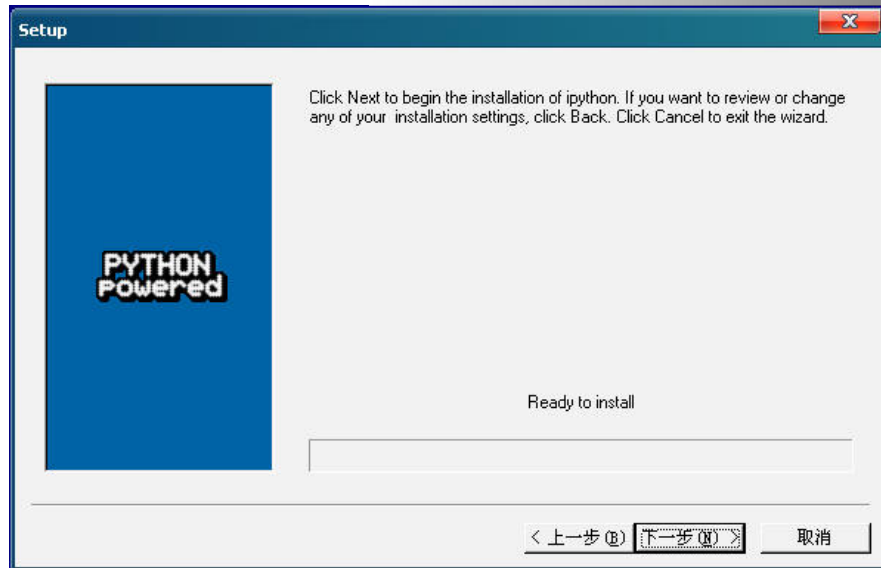 Setup
Click Next to begin the installation of ipython. If you want to review or change
any of your installation settings, click Back. Click Cancel to exit the wizard.
PYTHON
Powered
Ready to install
< 上一步(B) 下一步(N) > 取消